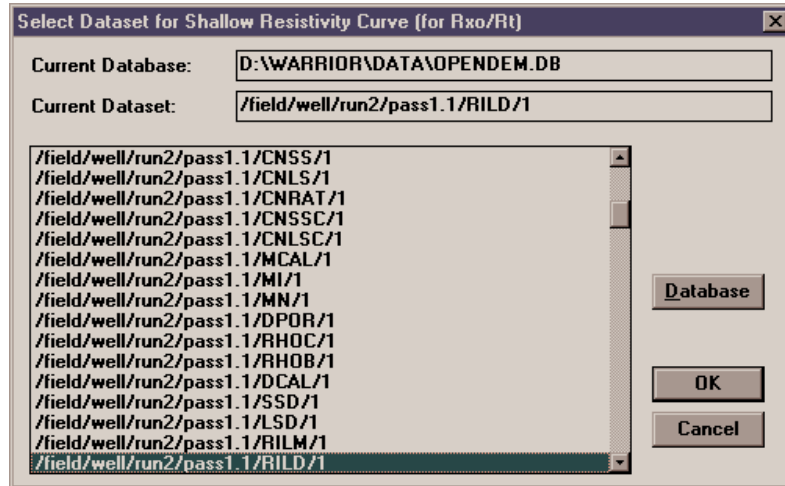 Select Dataset for Shallow Resistivity Curve (for Rxo/Rt)
Current Database: D:\WARRIOR\DATA\OPENDEM.DB
Current Dataset: /field/well/run2/pass1.1/RILD/1
/field/well/run2/pass1.1/CNSS/1
/field/well/run2/pass1.1/CNLS/1
/field/well/run2/pass1.1/CNRAT/1
/field/well/run2/pass1.1/CNSSC/1
/field/well/run2/pass1.1/CNLSC/1
/field/well/run2/pass1.1/MCAL/1
/field/well/run2/pass1.1/MI/1
/field/well/run2/pass1.1/MN/1
/field/well/run2/pass1.1/DPOR/1
/field/well/run2/pass1.1/RHOC/1
/field/well/run2/pass1.1/RHOB/1
/field/well/run2/pass1.1/DCAL/1
/field/well/run2/pass1.1/SSD/1
/field/well/run2/pass1.1/LSD/1
/field/well/run2/pass1.1/RILM/1
/field/well/run2/pass1.1/RILD/1
Database
OK
Cancel